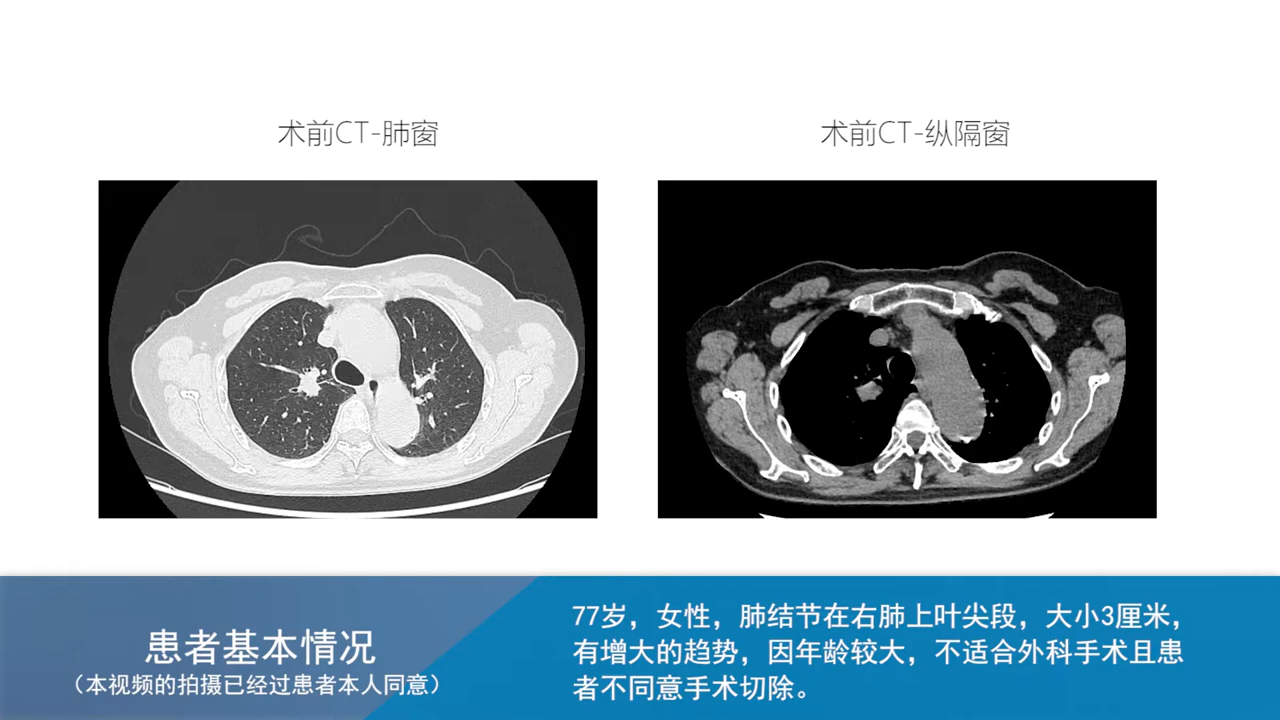 术前CT-肺窗
术前CT-纵隔窗
患者基本情况
（本视频的拍摄已经过患者本人同意）
77岁，女性，肺结节在右肺上叶尖段，大小3厘米，
有增大的趋势，因年龄较大，不适合外科手术且患
者不同意手术切除。